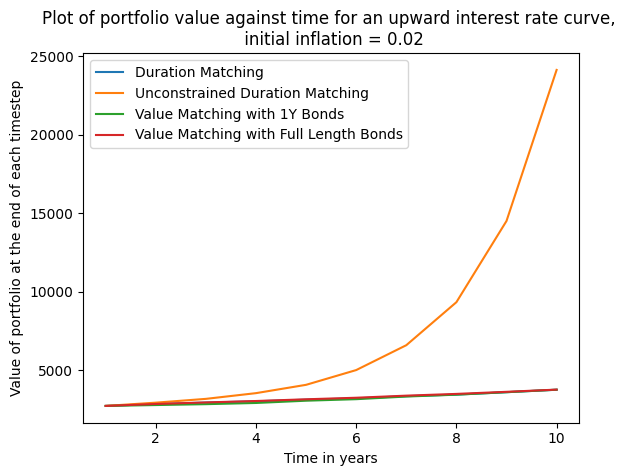 Plot of portfolio value against time for an upward interest rate curve,
initial inflation = 0.02
Value of portfolio at the end of each timestep
25000
20000
15000
10000
5000
Duration Matching
Unconstrained Duration Matching
Value Matching with 1Y Bonds
Value Matching with Full Length Bonds
2 4 6 8 10
Time in years